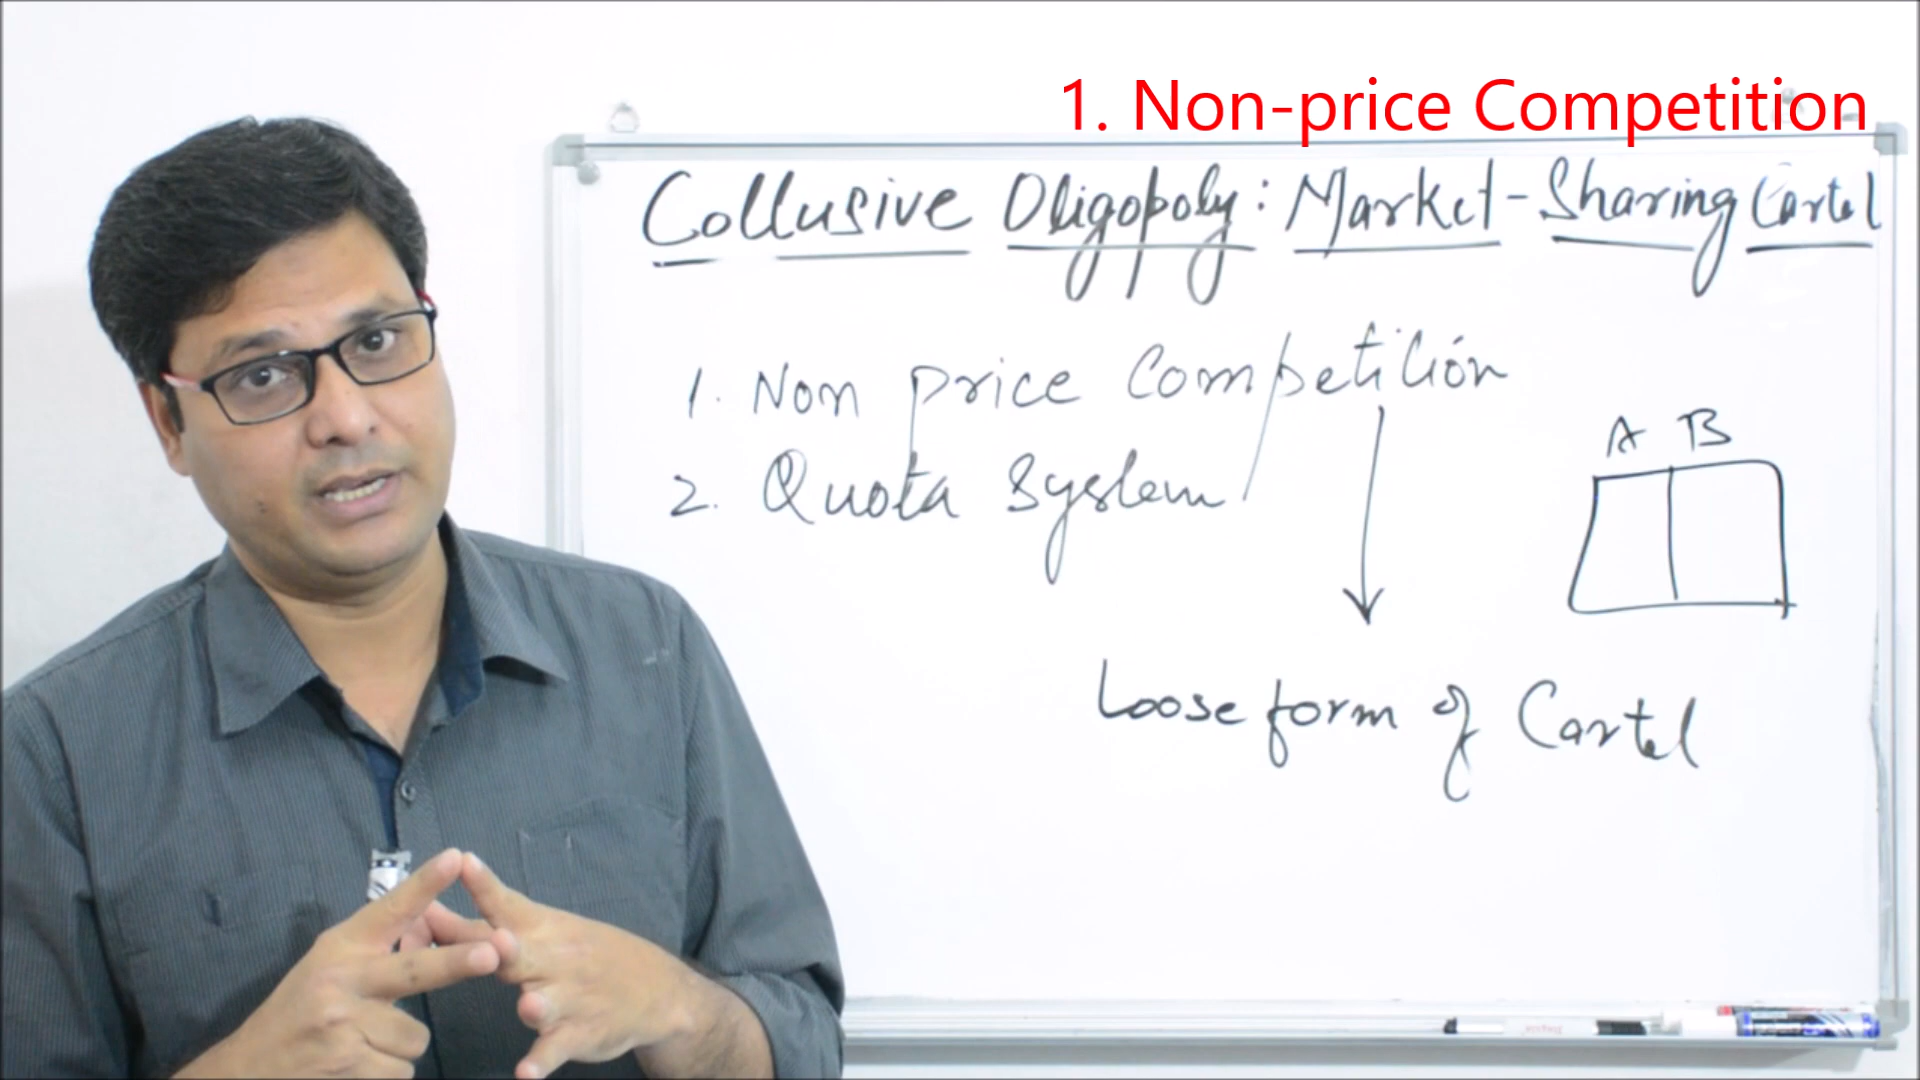 1. Non-price Competition
Collusive Oligopoly: Market-Sharing Cartel
1. Non price Competition
2. Quota System
A B
Loose form of Cartel